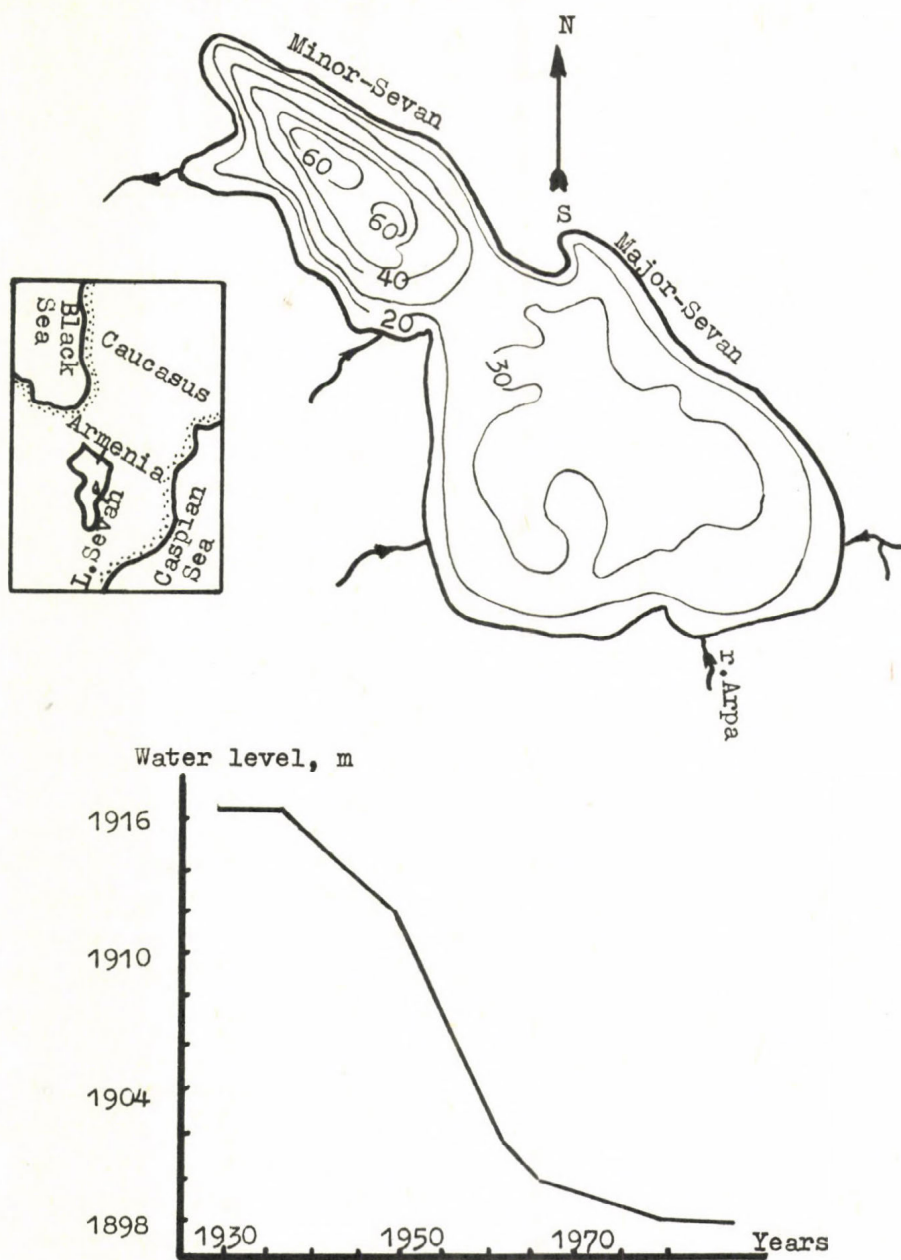 N
Minor-Sevan
60
60
S
Major-Sevan
40
20
30
Black
Sea
Caucasus
Armenia
L.Sevan
Caspian
Sea
r.Arpa
Water level, m
1916
1910
1904
1898
1930
1950
1970
Years